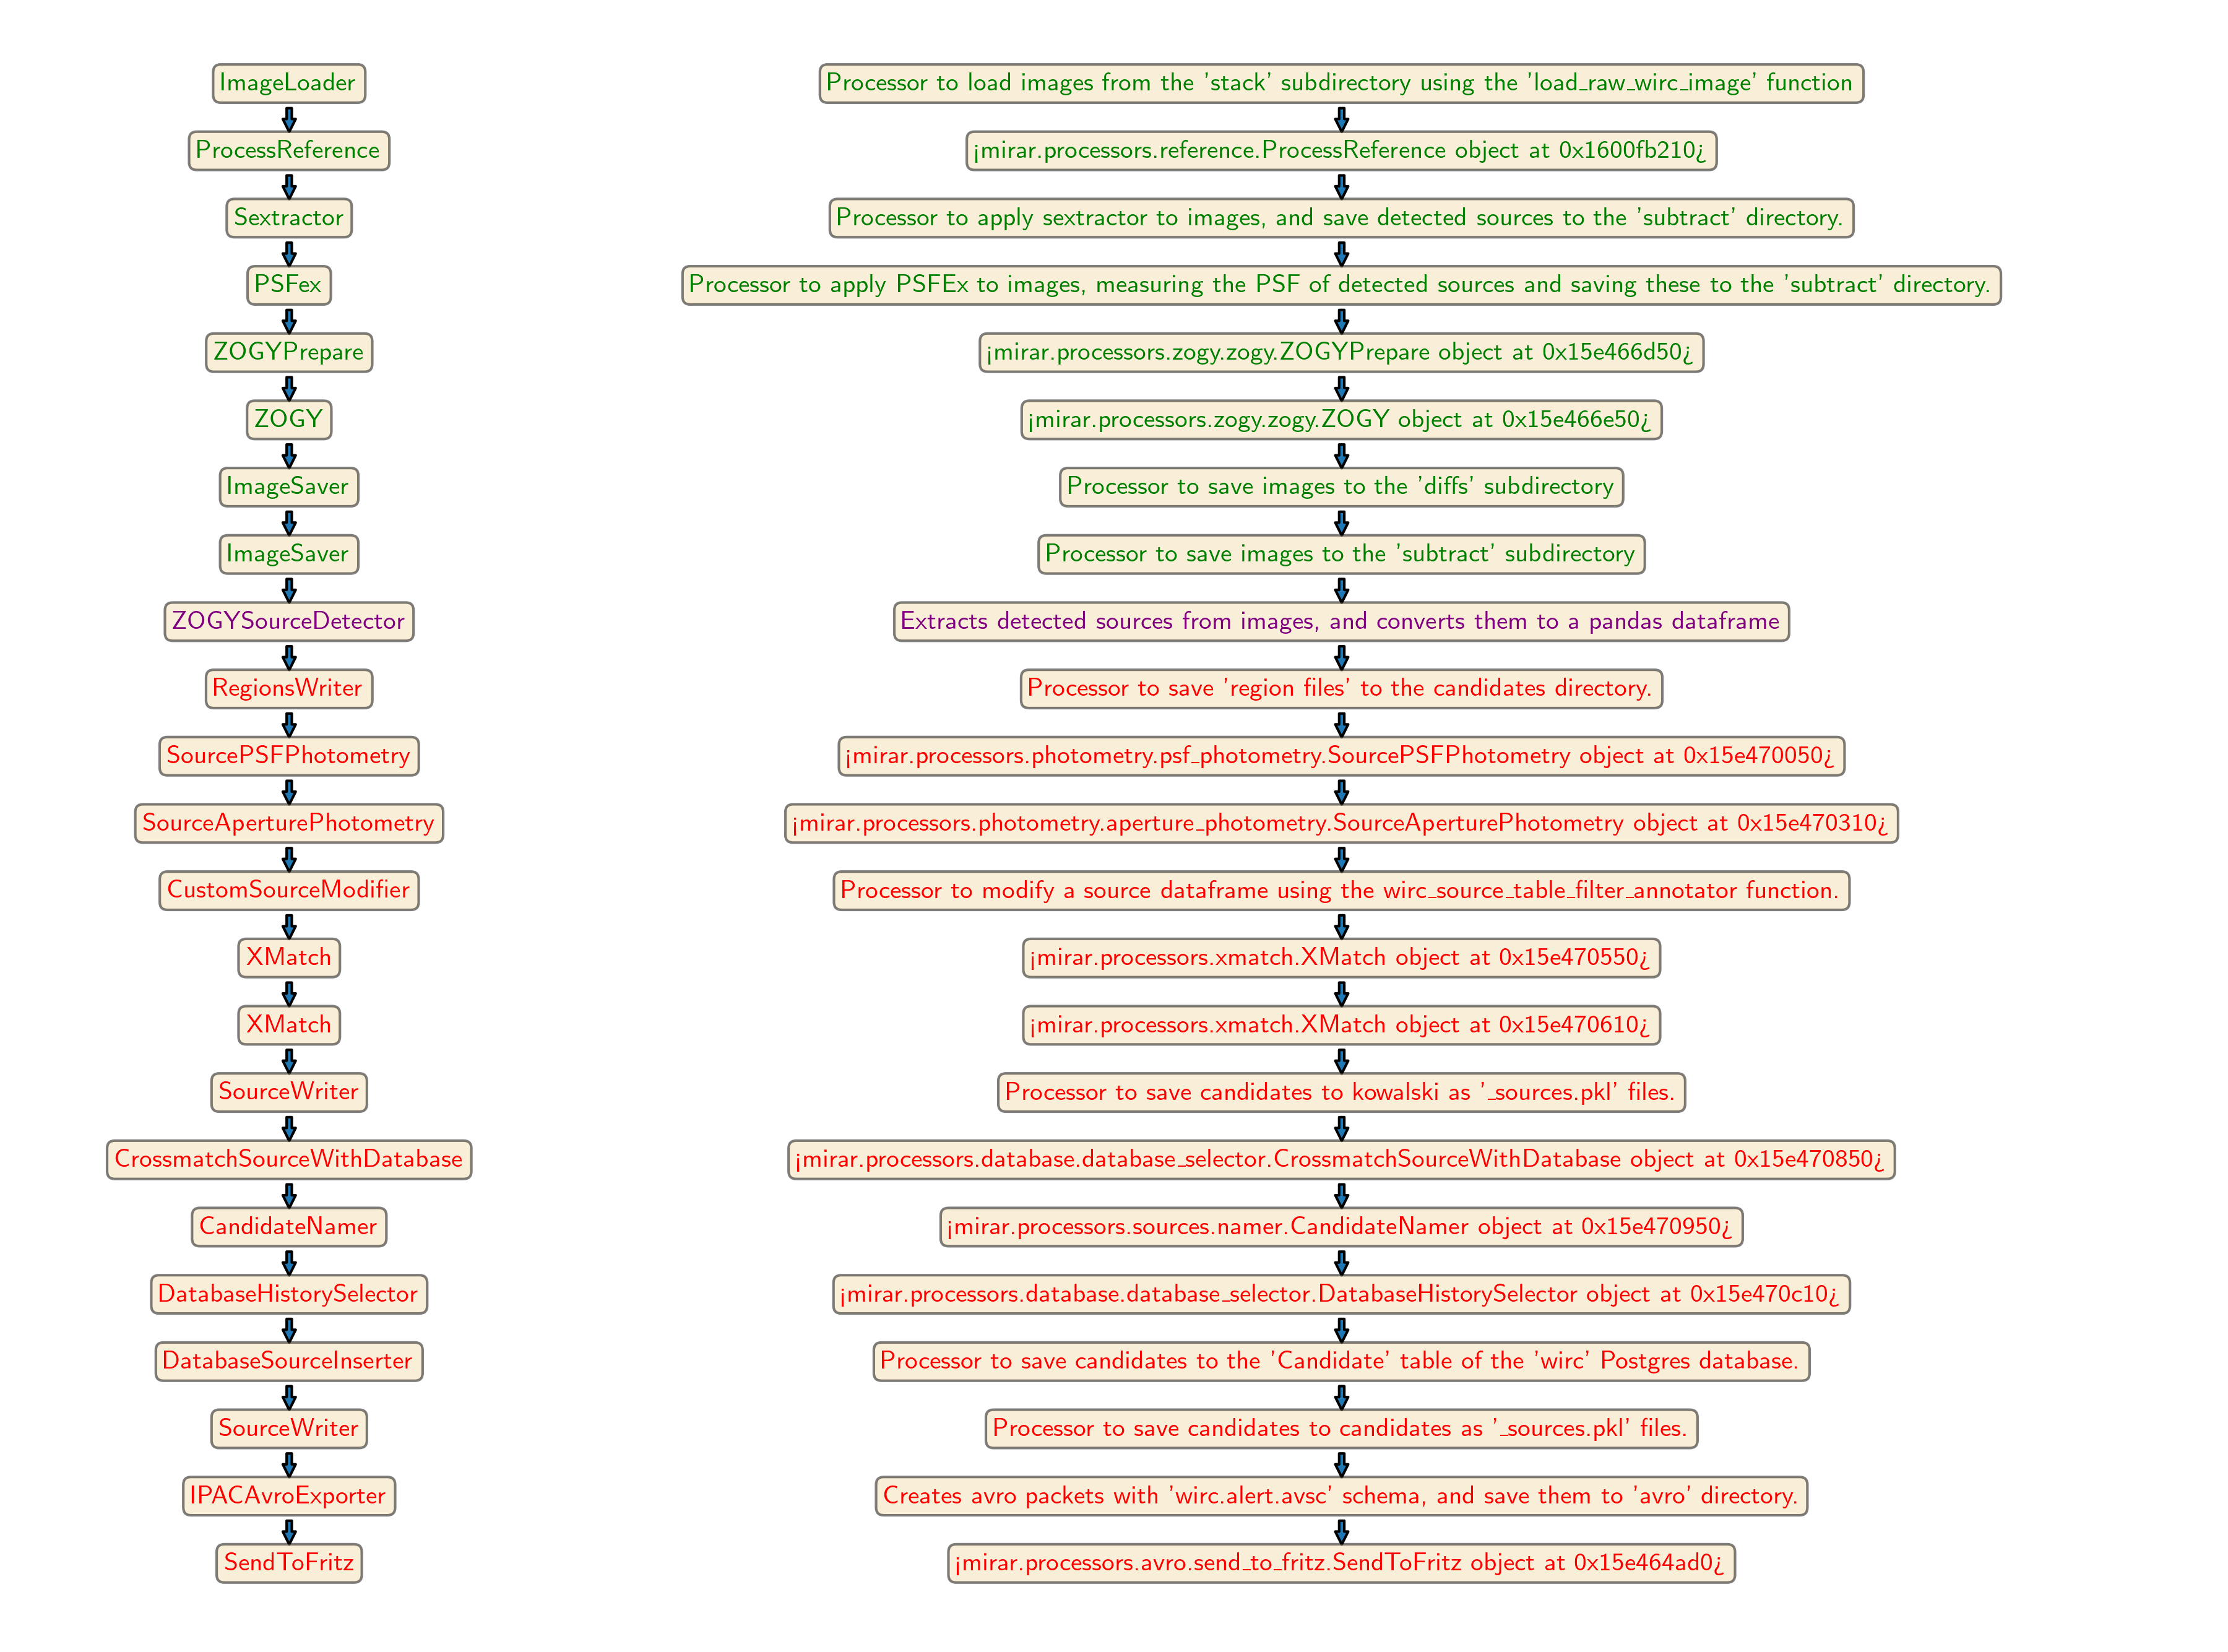 ImageLoader
Processor to load images from the 'stack' subdirectory using the 'load_raw_wirc_image' function
ProcessReference
<mirar.processors.reference.ProcessReference object at 0x1600fb210>
Sextractor
Processor to apply sextractor to images, and save detected sources to the 'subtract' directory.
PSFex
Processor to apply PSFEx to images, measuring the PSF of detected sources and saving these to the 'subtract' directory.
ZOGYPrepare
<mirar.processors.zogy.zogy.ZOGYPrepare object at 0x15e466d50>
ZOGY
<mirar.processors.zogy.zogy.ZOGY object at 0x15e466e50>
ImageSaver
Processor to save images to the 'diffs' subdirectory
ImageSaver
Processor to save images to the 'subtract' subdirectory
ZOGYSourceDetector
Extracts detected sources from images, and converts them to a pandas dataframe
RegionsWriter
Processor to save 'region files' to the candidates directory.
SourcePSFPhotometry
<mirar.processors.photometry.psf_photometry.SourcePSFPhotometry object at 0x15e470050>
SourceAperturePhotometry
<mirar.processors.photometry.aperture_photometry.SourceAperturePhotometry object at 0x15e470310>
CustomSourceModifier
Processor to modify a source dataframe using the wirc_source_table_filter_annotator function.
XMatch
<mirar.processors.xmatch.XMatch object at 0x15e470550>
XMatch
<mirar.processors.xmatch.XMatch object at 0x15e470610>
SourceWriter
Processor to save candidates to kowalski as '_sources.pkl' files.
CrossmatchSourceWithDatabase
<mirar.processors.database.database_selector.CrossmatchSourceWithDatabase object at 0x15e470850>
CandidateNamer
<mirar.processors.sources.namer.CandidateNamer object at 0x15e470950>
DatabaseHistorySelector
<mirar.processors.database.database_selector.DatabaseHistorySelector object at 0x15e470c10>
DatabaseSourceInserter
Processor to save candidates to the 'Candidate' table of the 'wirc' Postgres database.
SourceWriter
Processor to save candidates to candidates as '_sources.pkl' files.
IPACAvroExporter
Creates avro packets with 'wirc.alert.avsc' schema, and save them to 'avro' directory.
SendToFritz
<mirar.processors.avro.send_to_fritz.SendToFritz object at 0x15e464ad0>